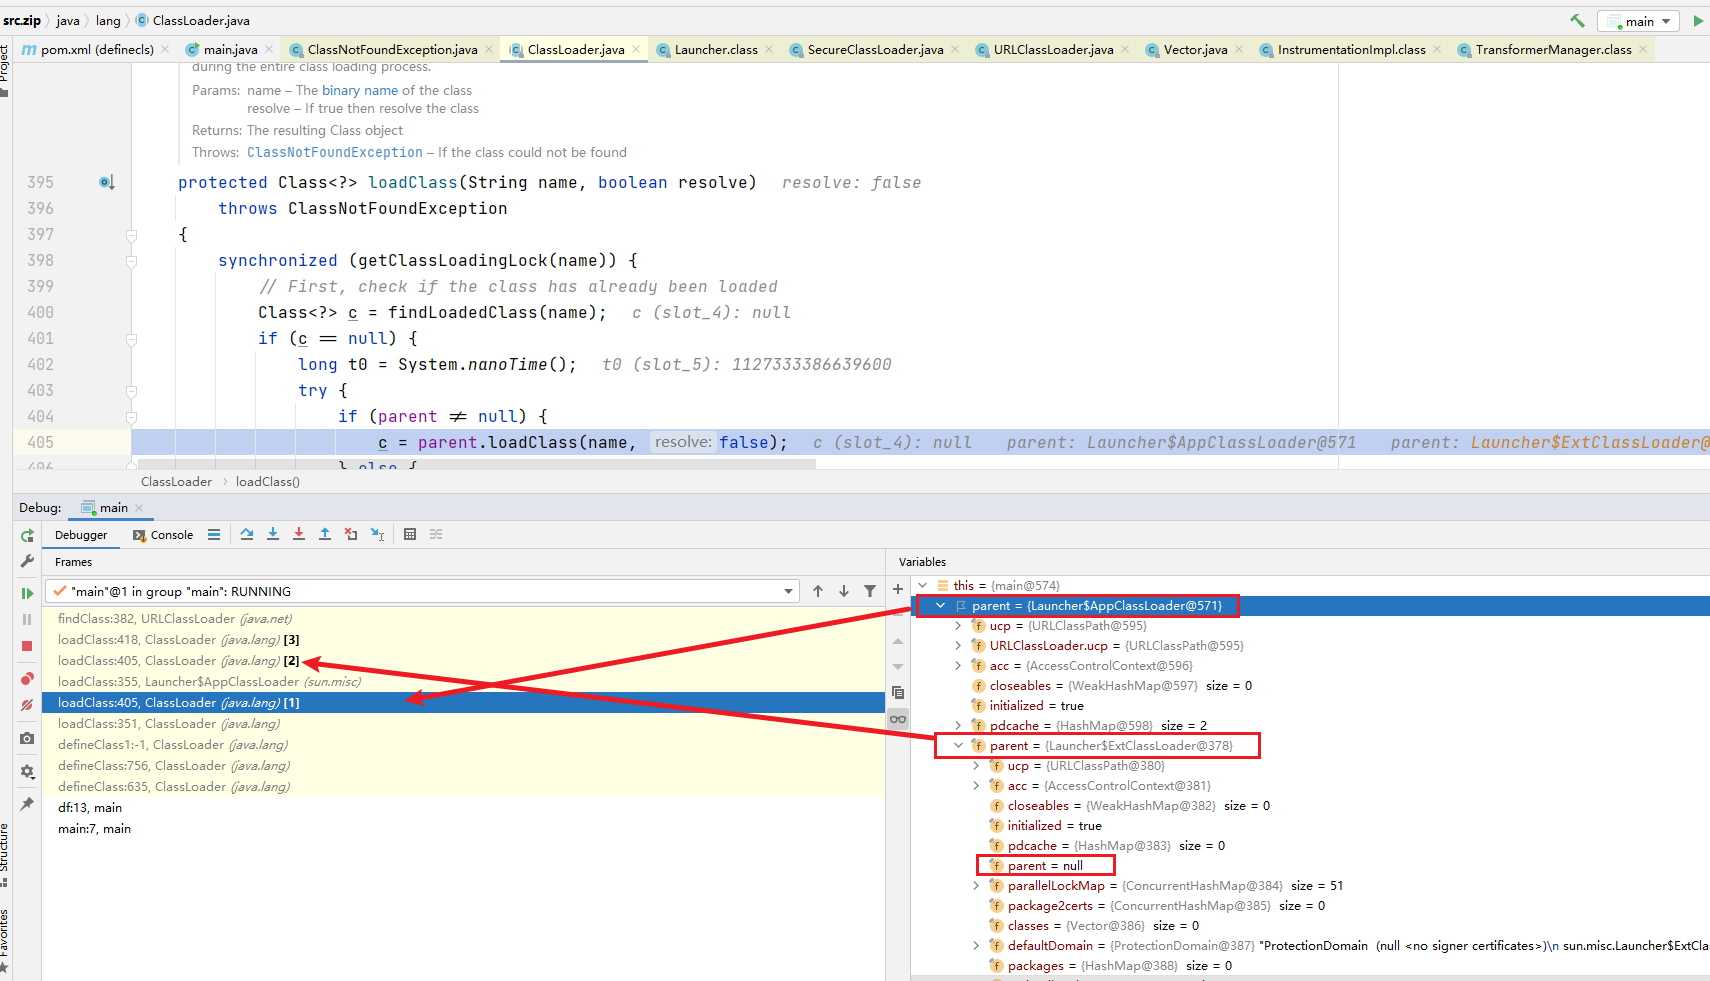 src.zip java lang ClassLoader.java
main
pom.xml (definecls) main.java ClassNotFoundException.java ClassLoader.java Launcher.class SecureClassLoader.java URLClassLoader.java Vector.java InstrumentationImpl.class TransformerManager.class
Project
during the entire class loading process.
Params: name – The binary name of the class
resolve – If true then resolve the class
Returns: The resulting Class object
Throws: ClassNotFoundException – If the class could not be found
395 protected Class<?> loadClass(String name, boolean resolve) resolve: false
396 throws ClassNotFoundException
397 {
398 synchronized (getClassLoadingLock(name)) {
399 // First, check if the class has already been loaded
400 Class<?> c = findLoadedClass(name); c (slot_4): null
401 if (c == null) {
402 long t0 = System.nanoTime(); t0 (slot_5): 1127333386639600
403 try {
404 if (parent != null) {
405 c = parent.loadClass(name, resolve: false); c (slot_4): null parent: Launcher$AppClassLoader@571 parent: Launcher$ExtClassLoader@
406 } else {
ClassLoader loadClass()
Debug: main
Debugger Console
Frames
"main"@1 in group "main": RUNNING
findClass:382, URLClassLoader (java.net)
loadClass:418, ClassLoader (java.lang) [3]
loadClass:405, ClassLoader (java.lang) [2]
loadClass:355, Launcher$AppClassLoader (sun.misc)
loadClass:405, ClassLoader (java.lang) [1]
loadClass:351, ClassLoader (java.lang)
defineClass1:-1, ClassLoader (java.lang)
defineClass:756, ClassLoader (java.lang)
defineClass:635, ClassLoader (java.lang)
df:13, main
main:7, main
Variables
this = {main@574}
parent = {Launcher$AppClassLoader@571}
ucp = {URLClassPath@595}
URLClassLoader.ucp = {URLClassPath@595}
acc = {AccessControlContext@596}
closeables = {WeakHashMap@597} size = 0
initialized = true
pdcache = {HashMap@598} size = 2
parent = {Launcher$ExtClassLoader@378}
ucp = {URLClassPath@380}
acc = {AccessControlContext@381}
closeables = {WeakHashMap@382} size = 0
initialized = true
pdcache = {HashMap@383} size = 0
parent = null
parallelLockMap = {ConcurrentHashMap@384} size = 51
package2certs = {ConcurrentHashMap@385} size = 0
classes = {Vector@386} size = 0
defaultDomain = {ProtectionDomain@387} "ProtectionDomain (null <no signer certificates>)\n sun.misc.Launcher$ExtCla
packages = {HashMap@388} size = 0
Structure
Favorites